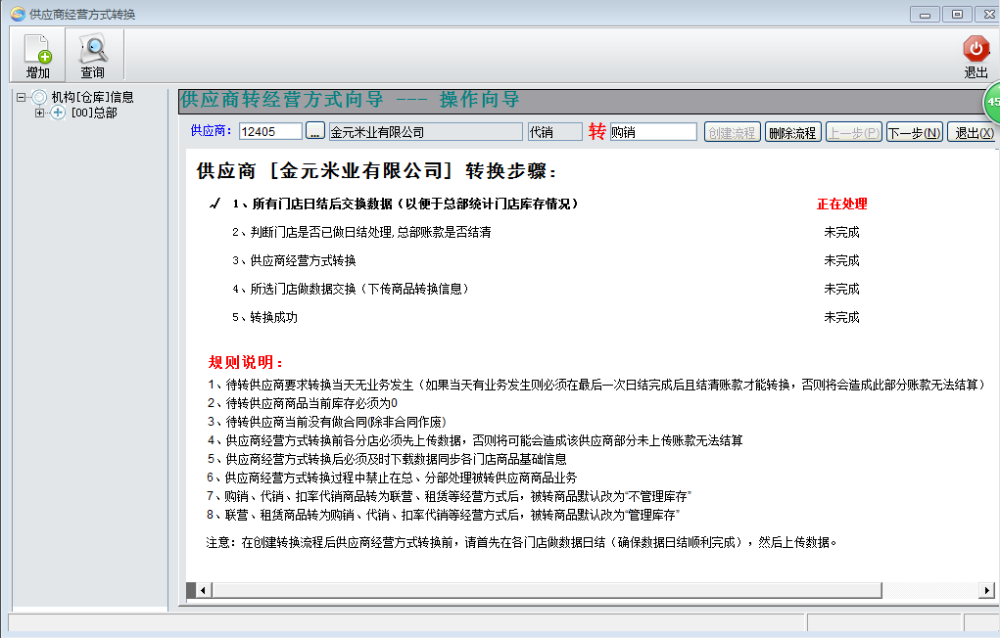 供应商经营方式转换
增加 查询 退出
机构[仓库]信息
[00]总部
供应商转经营方式向导 --- 操作向导
45
供应商: 12405 ... 金元米业有限公司 代销 转 购销 创建流程 删除流程 上一步(P) 下一步(N) 退出(X)
供应商 [金元米业有限公司] 转换步骤:
✓ 1、所有门店日结后交换数据(以便于总部统计门店库存情况) 正在处理
2、判断门店是否已做日结处理,总部账款是否结清 未完成
3、供应商经营方式转换 未完成
4、所选门店做数据交换(下传商品转换信息) 未完成
5、转换成功 未完成
规则说明:
1、待转供应商要求转换当天无业务发生(如果当天有业务发生则必须在最后一次日结完成后且结清账款才能转换,否则将会造成此部分账款无法结算)
2、待转供应商商品当前库存必须为0
3、待转供应商当前没有做合同(除非合同作废)
4、供应商经营方式转换前各分店必须先上传数据,否则将可能会造成该供应商部分未上传账款无法结算
5、供应商经营方式转换后必须及时下载数据同步各门店商品基础信息
6、供应商经营方式转换过程中禁止在总、分部处理被转供应商商品业务
7、购销、代销、扣率代销商品转为联营、租赁等经营方式后,被转商品默认改为"不管理库存"
8、联营、租赁商品转为购销、代销、扣率代销等经营方式后,被转商品默认改为"管理库存"
注意:在创建转换流程后供应商经营方式转换前,请首先在各门店做数据日结(确保数据日结顺利完成),然后上传数据。